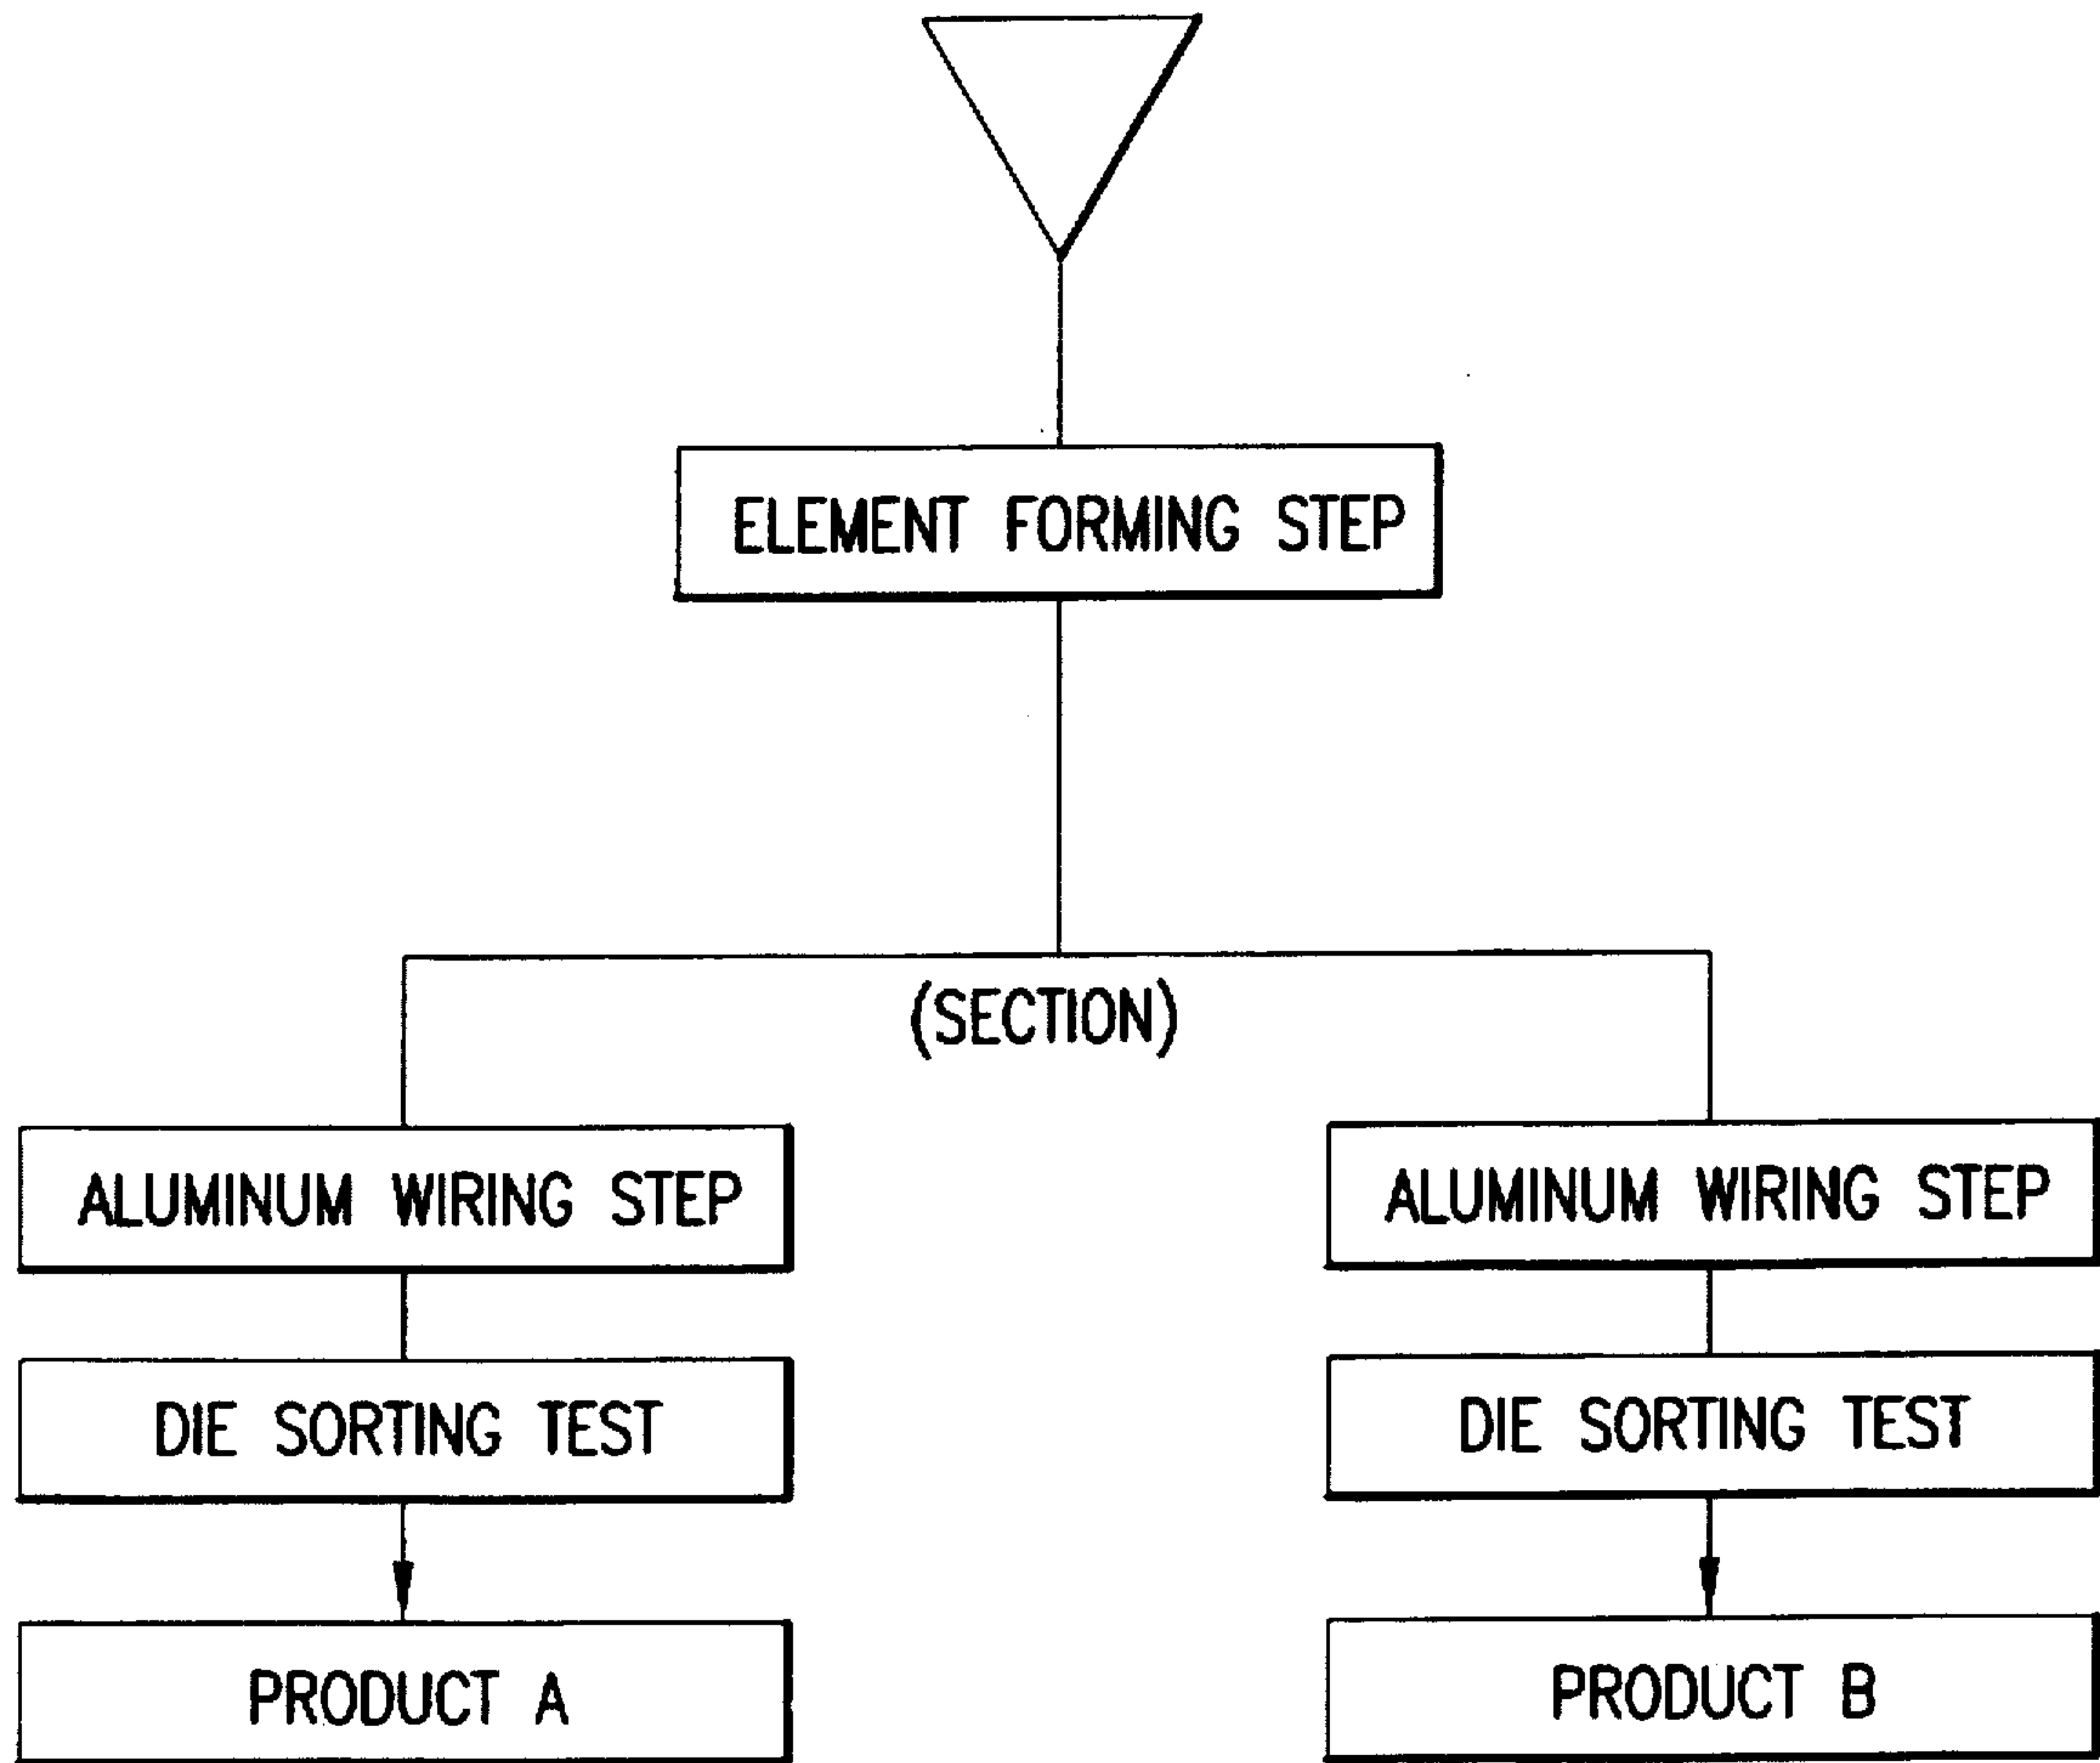 ELEMENT FORMING STEP
(SECTION)
ALUMINUM WIRING STEP
ALUMINUM WIRING STEP
DIE SORTING TEST
DIE SORTING TEST
PRODUCT A
PRODUCT B